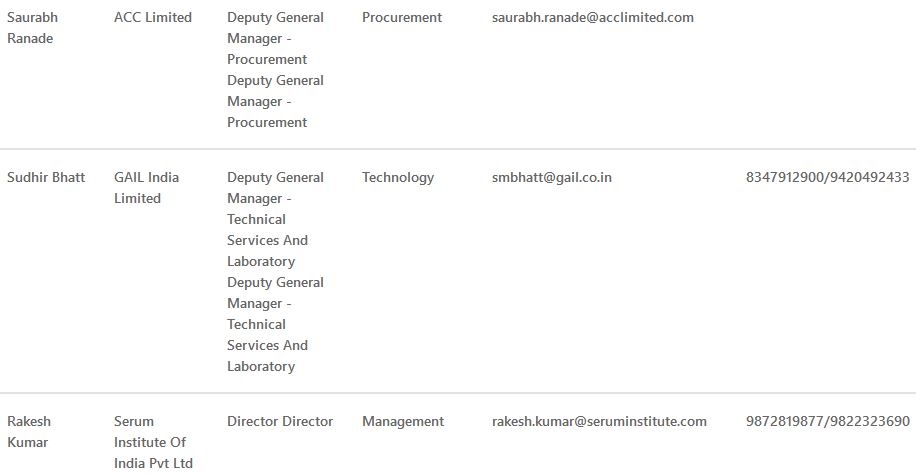 Saurabh Ranade
ACC Limited
Deputy General
Manager -
Procurement
Deputy General
Manager -
Procurement
Procurement
saurabh.ranade@acclimited.com
Sudhir Bhatt
GAIL India
Limited
Deputy General
Manager -
Technical
Services And
Laboratory
Deputy General
Manager -
Technical
Services And
Laboratory
Technology
smbhatt@gail.co.in
8347912900/9420492433
Rakesh
Kumar
Serum
Institute Of
India Pvt Ltd
Director Director
Management
rakesh.kumar@seruminstitute.com
9872819877/9822323690